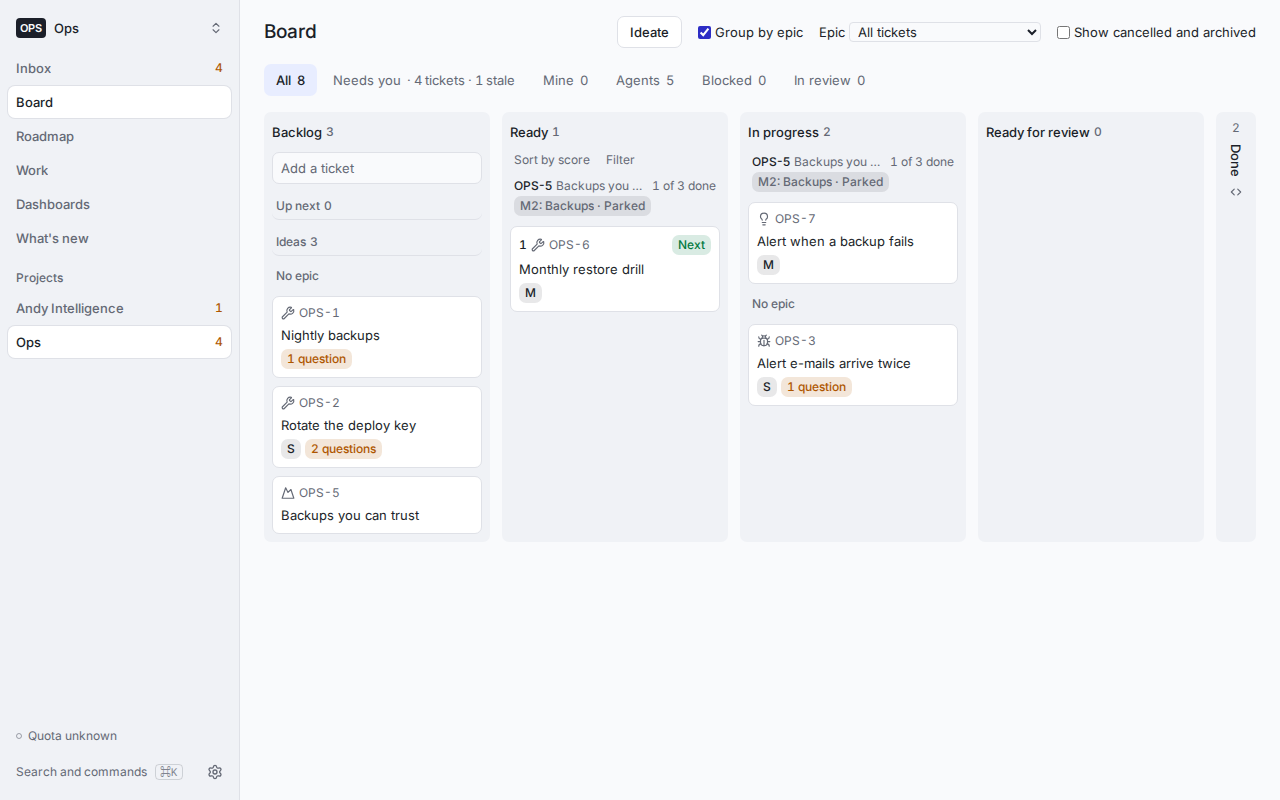 OPS Ops
Inbox 4
Board
Roadmap
Work
Dashboards
What's new
Projects
Andy Intelligence 1
Ops 4
Quota unknown
Search and commands ⌘K
Board
Ideate
Group by epic
Epic All tickets
Show cancelled and archived
All 8
Needs you · 4 tickets · 1 stale
Mine 0
Agents 5
Blocked 0
In review 0
Backlog 3
Add a ticket
Up next 0
Ideas 3
No epic
OPS-1
Nightly backups
1 question
OPS-2
Rotate the deploy key
S 2 questions
OPS-5
Backups you can trust
Ready 1
Sort by score Filter
OPS-5 Backups you ... 1 of 3 done
M2: Backups · Parked
1 OPS-6 Next
Monthly restore drill
M
In progress 2
OPS-5 Backups you ... 1 of 3 done
M2: Backups · Parked
OPS-7
Alert when a backup fails
M
No epic
OPS-3
Alert e-mails arrive twice
S 1 question
Ready for review 0
2
Done